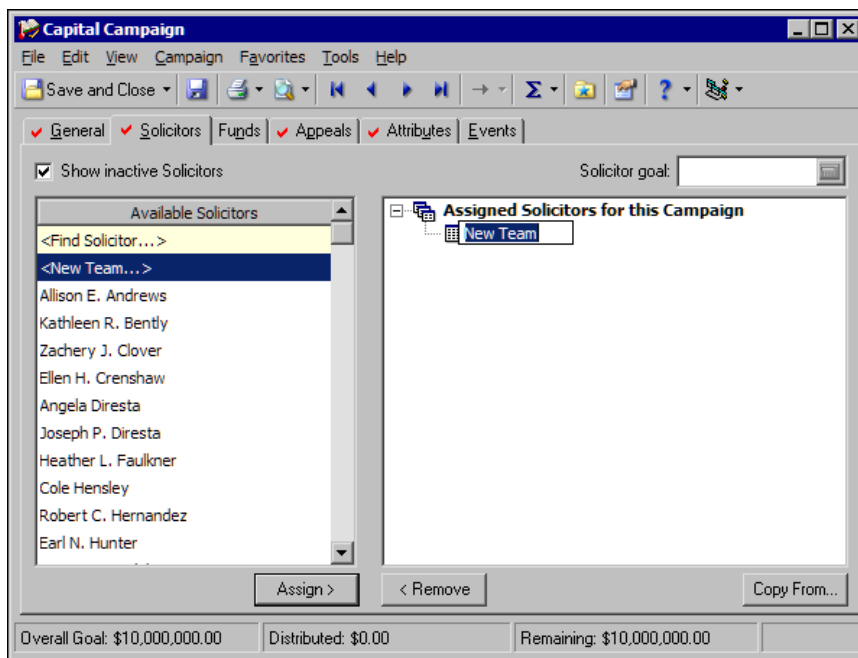 Capital Campaign
File Edit View Campaign Favorites Tools Help
Save and Close Σ ?
General Solicitors Funds Appeals Attributes Events
Show inactive Solicitors Solicitor goal:
Available Solicitors
<Find Solicitor...>
<New Team...>
Allison E. Andrews
Kathleen R. Bently
Zachery J. Clover
Ellen H. Crenshaw
Angela Diresta
Joseph P. Diresta
Heather L. Faulkner
Cole Hensley
Robert C. Hernandez
Earl N. Hunter
Assigned Solicitors for this Campaign
New Team
Assign > < Remove Copy From...
Overall Goal: $10,000,000.00 Distributed: $0.00 Remaining: $10,000,000.00